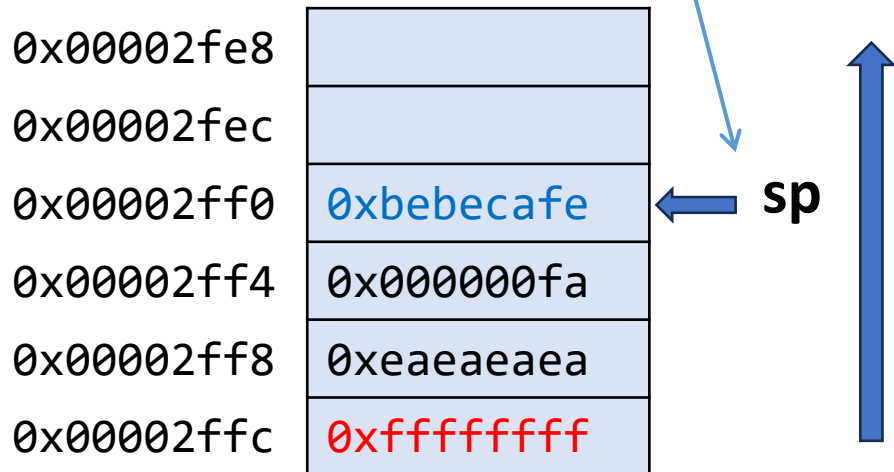 0x00002fe8
0x00002fec
0x00002ff0 0xbebecafe sp
0x00002ff4 0x000000fa
0x00002ff8 0xeaeaeaea
0x00002ffc 0xffffffff